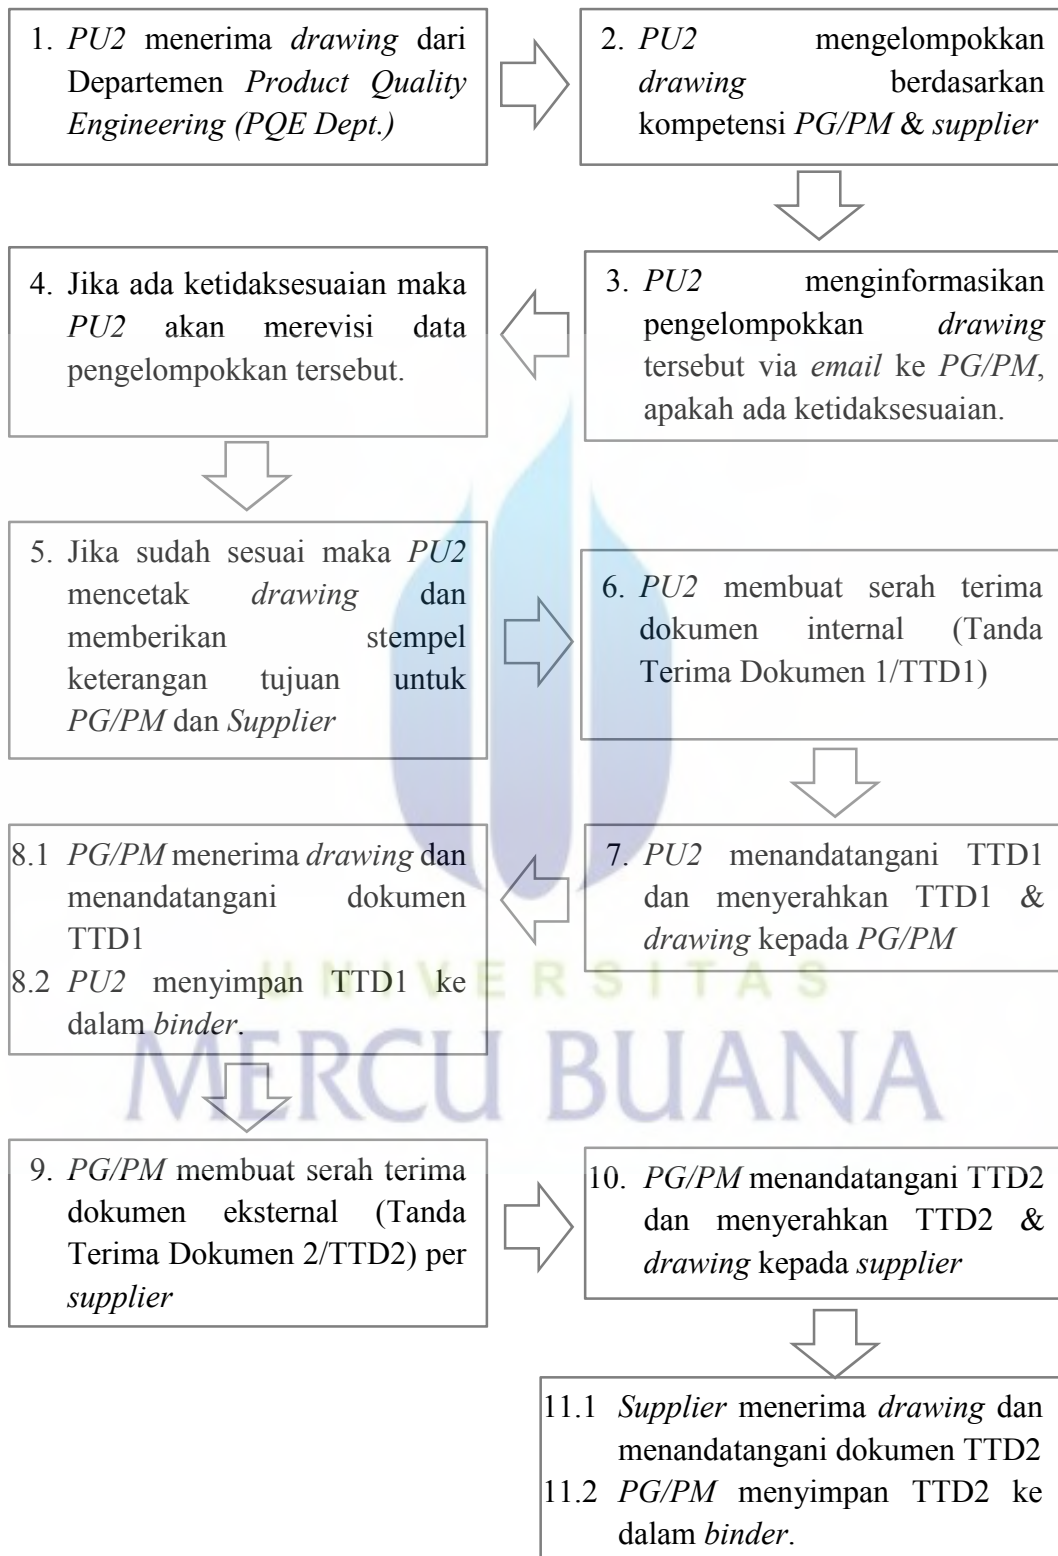 1. PU2 menerima drawing dari
Departemen Product Quality
Engineering (PQE Dept.)
2. PU2 mengelompokkan
drawing berdasarkan
kompetensi PG/PM & supplier
3. PU2 menginformasikan
pengelompokkan drawing
tersebut via email ke PG/PM,
apakah ada ketidaksesuaian.
4. Jika ada ketidaksesuaian maka
PU2 akan merevisi data
pengelompokkan tersebut.
5. Jika sudah sesuai maka PU2
mencetak drawing dan
memberikan stempel
keterangan tujuan untuk
PG/PM dan Supplier
6. PU2 membuat serah terima
dokumen internal (Tanda
Terima Dokumen 1/TTD1)
7. PU2 menandatangani TTD1
dan menyerahkan TTD1 &
drawing kepada PG/PM
8.1 PG/PM menerima drawing dan
menandatangani dokumen
TTD1
8.2 PU2 menyimpan TTD1 ke
dalam binder.
UNIVERSITAS
MERCU BUANA
9. PG/PM membuat serah terima
dokumen eksternal (Tanda
Terima Dokumen 2/TTD2) per
supplier
10. PG/PM menandatangani TTD2
dan menyerahkan TTD2 &
drawing kepada supplier
11.1 Supplier menerima drawing dan
menandatangani dokumen TTD2
11.2 PG/PM menyimpan TTD2 ke
dalam binder.